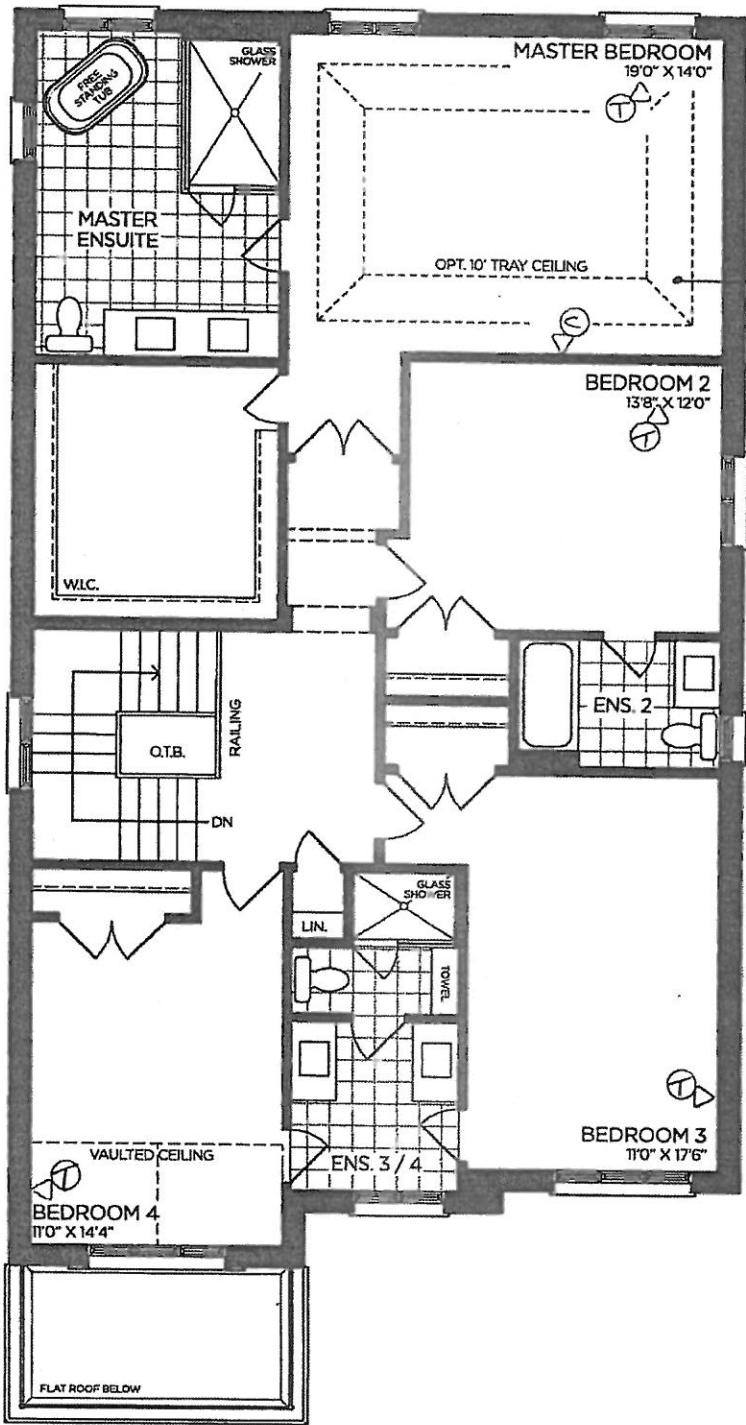 GLASS
SHOWER
FREE
STANDING
TUB
MASTER BEDROOM
19'0" X 14'0"
T
MASTER
ENSUITE
OPT. 10' TRAY CEILING
C
BEDROOM 2
13'8" X 12'0"
T
W.I.C.
ENS. 2
RAILING
O.T.B.
DN
GLASS
SHOWER
LIN.
TOWEL
T
BEDROOM 3
11'0" X 17'6"
VAULTED CEILING
ENS. 3 / 4
T
BEDROOM 4
11'0" X 14'4"
FLAT ROOF BELOW